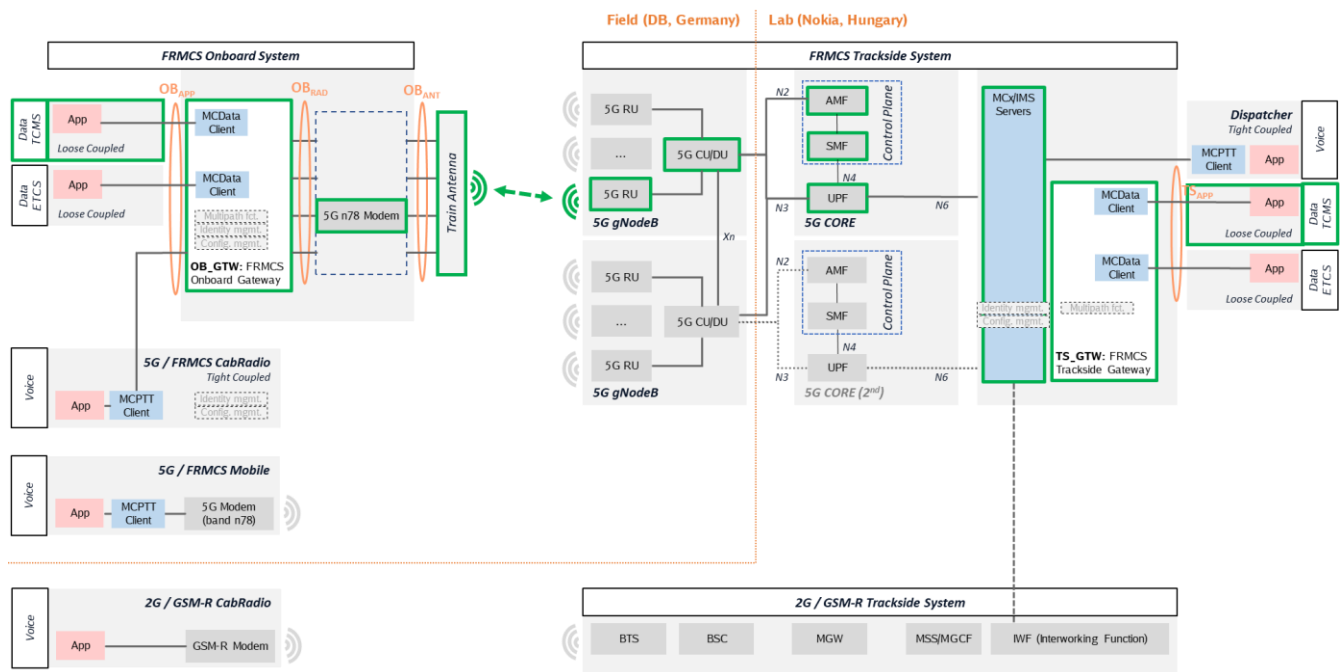 Field (DB, Germany)
Lab (Nokia, Hungary)
FRMCS Onboard System
FRMCS Trackside System
OB_APP
OB_RAD
OB_ANT
Data
TCMS
App
Loose Coupled
MCData
Client
Data
ETCS
App
Loose Coupled
MCData
Client
Multipath fct.
Identity mgmt.
Config. mgmt.
OB_GTW: FRMCS
Onboard Gateway
5G n78 Modem
Train Antenna
5G RU
...
5G RU
5G CU/DU
5G gNodeB
Xn
5G RU
...
5G RU
5G CU/DU
5G gNodeB
N2
N3
AMF
SMF
Control Plane
N4
UPF
5G CORE
N6
N2
N3
AMF
SMF
Control Plane
N4
UPF
5G CORE (2nd)
N6
MCx/IMS
Servers
Identity mgmt.
Config. mgmt.
Dispatcher
Tight Coupled
MCPTT
Client
App
Voice
MCData
Client
TS_APP
App
Loose Coupled
Data
TCMS
MCData
Client
App
Loose Coupled
Data
ETCS
Multipath fct.
TS_GTW: FRMCS
Trackside Gateway
Voice
5G / FRMCS CabRadio
Tight Coupled
App
MCPTT
Client
Identity mgmt.
Config. mgmt.
Voice
5G / FRMCS Mobile
App
MCPTT
Client
5G Modem
(band n78)
Voice
2G / GSM-R CabRadio
App
GSM-R Modem
2G / GSM-R Trackside System
BTS
BSC
MGW
MSS/MGCF
IWF (Interworking Function)